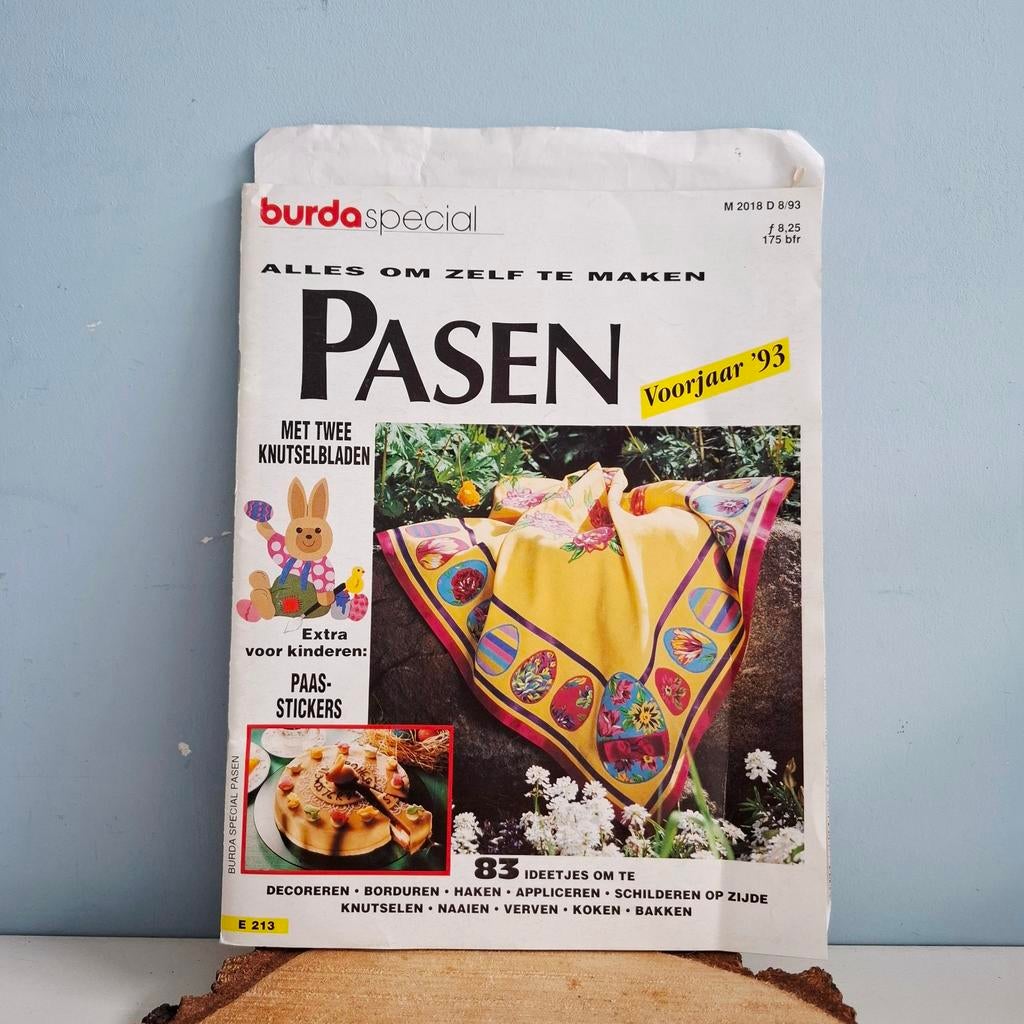 burda special
M 2018 D 8/93
ƒ 8,25
175 bfr
ALLES OM ZELF TE MAKEN
PASEN
Voorjaar '93
MET TWEE
KNUTSELBLADEN
Extra
voor kinderen:
PAAS-
STICKERS
BURDA SPECIAL PASEN
83 IDEETJES OM TE
DECOREREN • BORDUREN • HAKEN • APPLICEREN • SCHILDEREN OP ZIJDE
KNUTSELEN • NAAIEN • VERVEN • KOKEN • BAKKEN
E 213